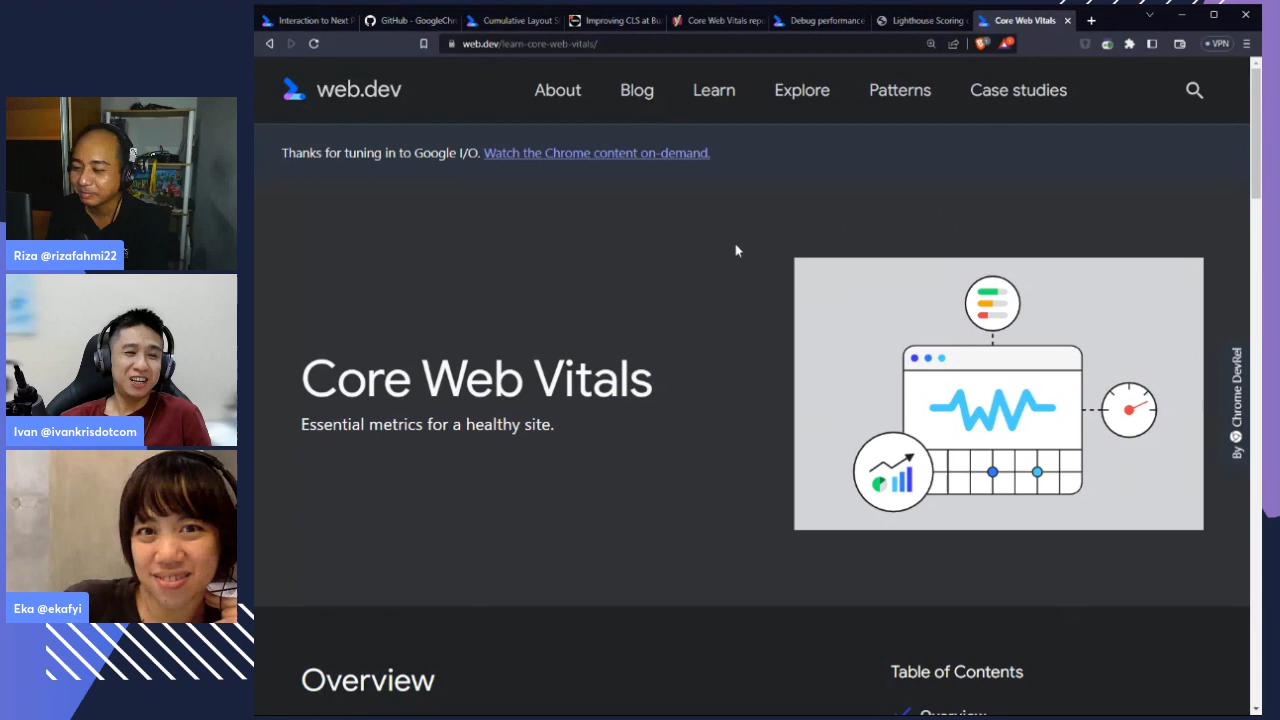 Interaction to Next P
GitHub - GoogleChr
Cumulative Layout S
Improving CLS at Bu
Core Web Vitals rep
Debug performance
Lighthouse Scoring
Core Web Vitals
web.dev/learn-core-web-vitals/
VPN
web.dev
About
Blog
Learn
Explore
Patterns
Case studies
Thanks for tuning in to Google I/O. Watch the Chrome content on-demand.
Core Web Vitals
Essential metrics for a healthy site.
By Chrome DevRel
Overview
Table of Contents
Overview
Riza @rizafahmi22
Ivan @ivankrisdotcom
Eka @ekafyi